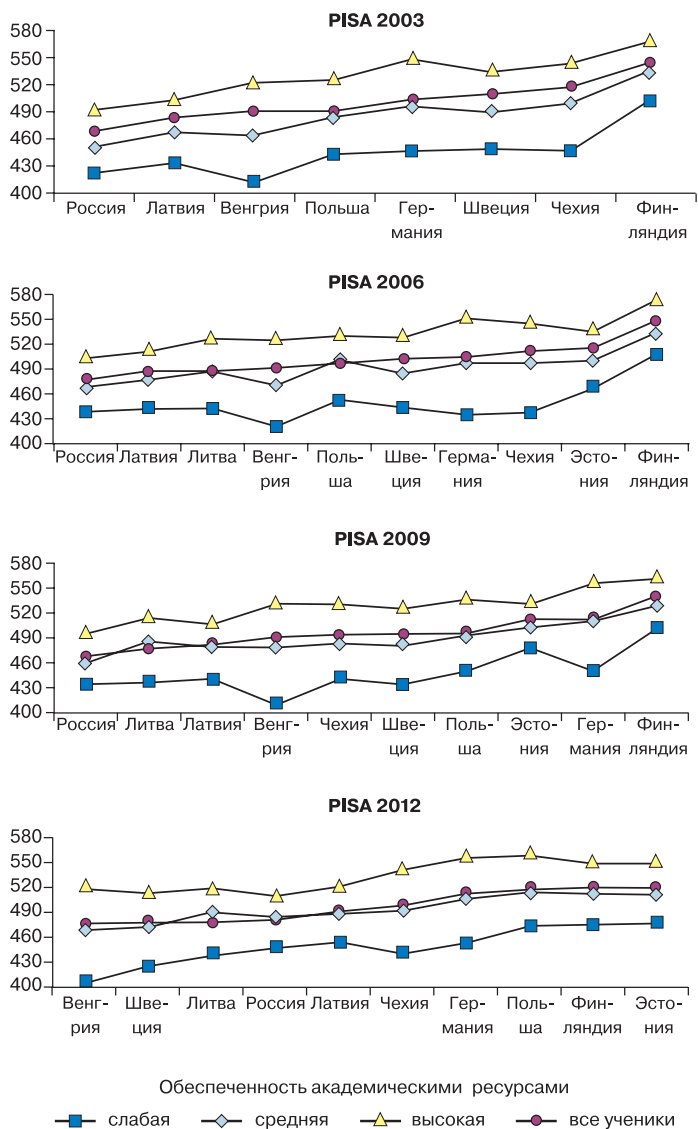 PISA 2003
580
550
520
490
460
430
400
Россия Латвия Венгрия Польша Гер- Швеция Чехия Фин-
мания ляндия
PISA 2006
580
550
520
490
460
430
400
Россия Латвия Литва Венг- Поль- Шве- Герма- Чехия Эсто- Фин-
рия ша ция ния ния ляндия
PISA 2009
580
550
520
490
460
430
400
Россия Литва Латвия Венг- Чехия Шве- Поль- Эсто- Гер- Фин-
рия ция ша ния мания ляндия
PISA 2012
580
550
520
490
460
430
400
Венг- Шве- Литва Россия Латвия Чехия Гер- Поль- Фин- Эсто-
рия ция мания ша ляндия ния
Обеспеченность академическими ресурсами
слабая средняя высокая все ученики